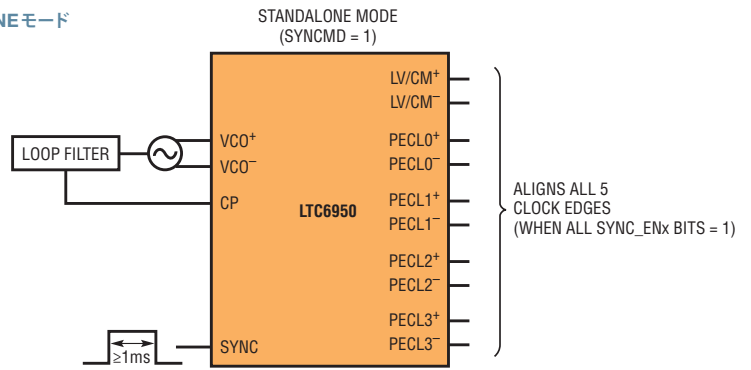 NEモード
STANDALONE MODE
(SYNCMD = 1)
LV/CM+
LV/CM–
VCO+
VCO–
PECL0+
PECL0–
LOOP FILTER
CP
LTC6950
PECL1+
PECL1–
ALIGNS ALL 5
CLOCK EDGES
(WHEN ALL SYNC_ENx BITS = 1)
PECL2+
PECL2–
PECL3+
PECL3–
≥1ms
SYNC